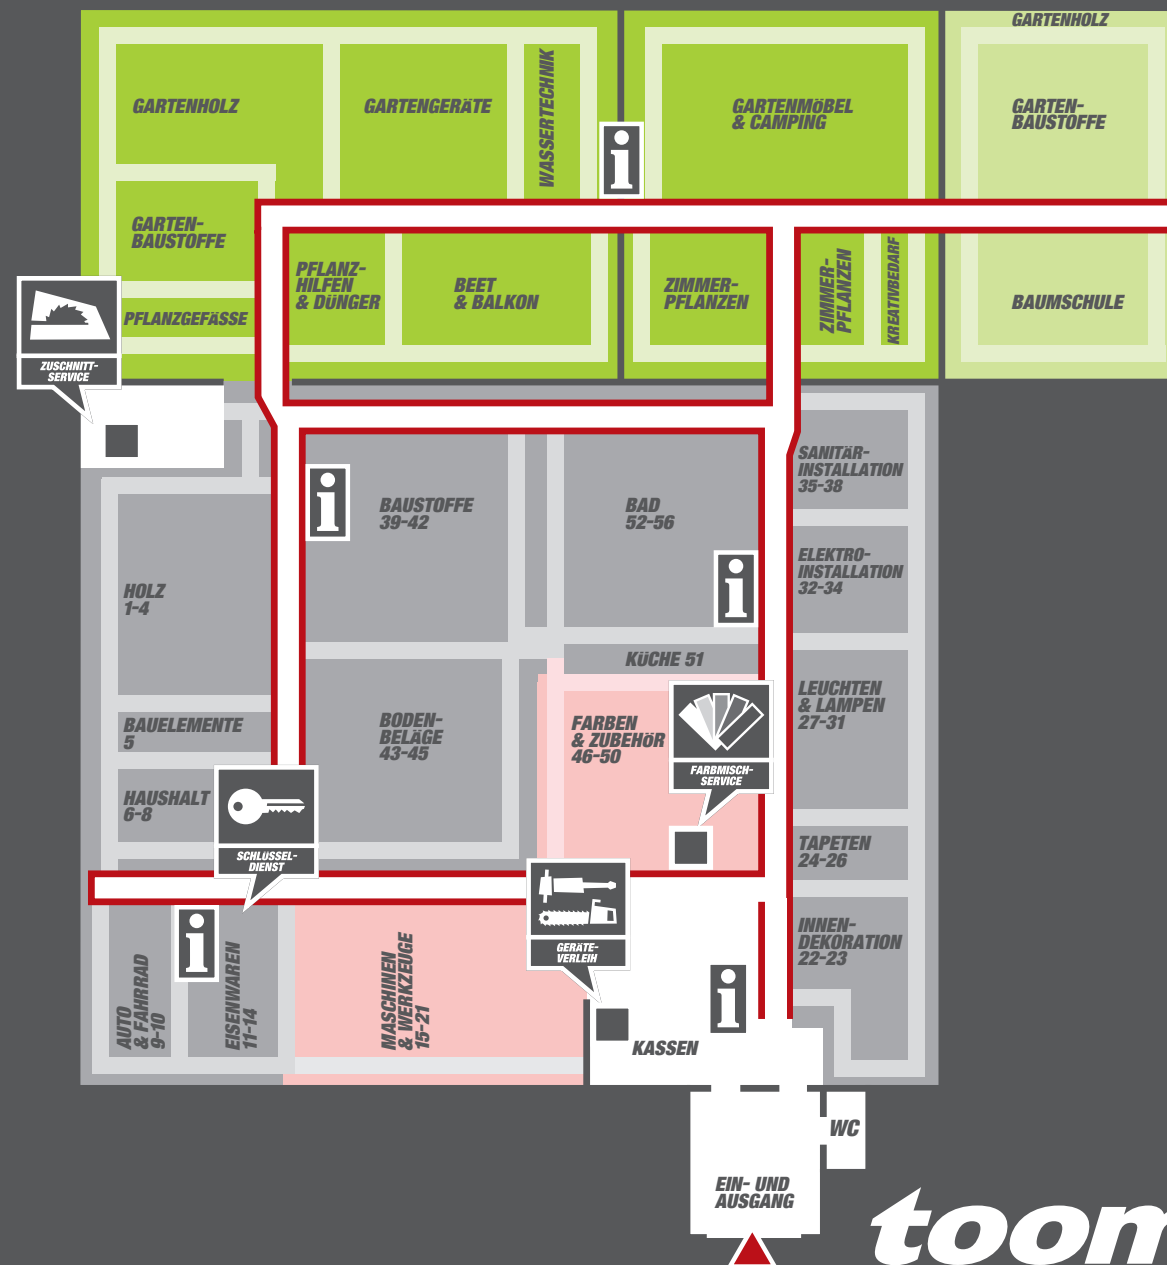 GARTENHOLZ
GARTENHOLZ
GARTENGERÄTE
WASSERTECHNIK
GARTENMÖBEL
& CAMPING
GARTEN-
BAUSTOFFE
GARTEN-
BAUSTOFFE
PFLANZ-
HILFEN
& DÜNGER
BEET
& BALKON
ZIMMER-
PFLANZEN
ZIMMER-
PFLANZEN
KREATIVBEDARF
BAUMSCHULE
PFLANZGEFÄSSE
ZUSCHNITT-
SERVICE
SANITÄR-
INSTALLATION
35-38
BAUSTOFFE
39-42
BAD
52-56
ELEKTRO-
INSTALLATION
32-34
HOLZ
1-4
KÜCHE 51
LEUCHTEN
& LAMPEN
27-31
BAUELEMENTE
5
BODEN-
BELÄGE
43-45
FARBEN
& ZUBEHÖR
46-50
FARBMISCH-
SERVICE
HAUSHALT
6-8
SCHLÜSSEL-
DIENST
TAPETEN
24-26
INNEN-
DEKORATION
22-23
GERÄTE-
VERLEIH
AUTO
& FAHRRAD
9-10
EISENWAREN
11-14
MASCHINEN
& WERKZEUGE
15-21
KASSEN
WC
EIN- UND
AUSGANG
toom